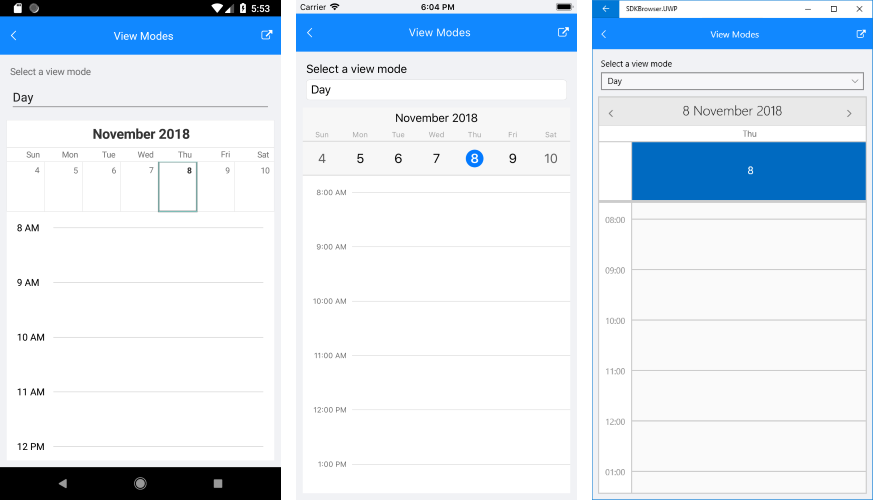 5:53
View Modes
Select a view mode
Day
November 2018
Sun Mon Tue Wed Thu Fri Sat
4 5 6 7 8 9 10
8 AM
9 AM
10 AM
11 AM
12 PM
Carrier 6:04 PM
View Modes
Select a view mode
Day
November 2018
Sun Mon Tue Wed Thu Fri Sat
4 5 6 7 8 9 10
8:00 AM
9:00 AM
10:00 AM
11:00 AM
12:00 PM
1:00 PM
SDKBrowser.UWP
View Modes
Select a view mode
Day
8 November 2018
Thu
8
08:00
09:00
10:00
11:00
12:00
01:00